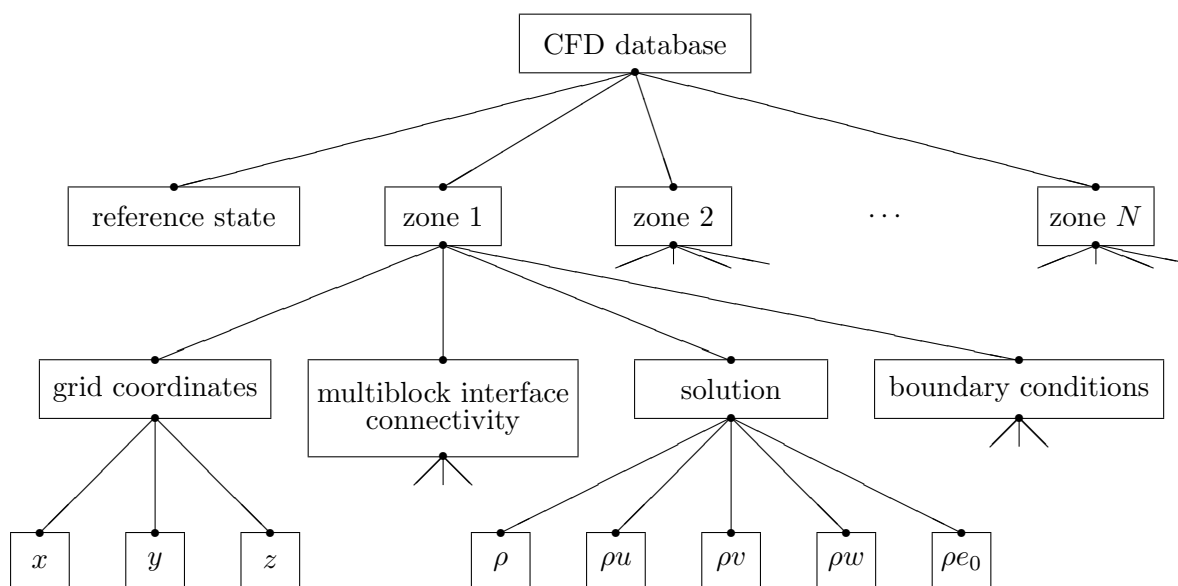 CFD database
reference state
zone 1
zone 2
···
zone N
grid coordinates
multiblock interface
connectivity
solution
boundary conditions
x
y
z
ρ
ρu
ρv
ρw
ρe₀